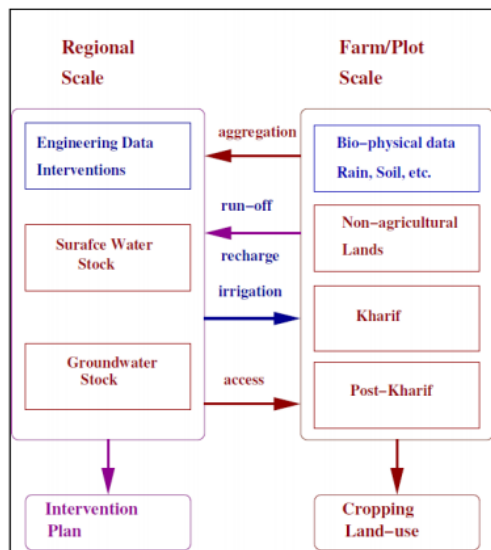 Regional
Scale
Farm/Plot
Scale
Engineering Data
Interventions
aggregation
Bio-physical data
Rain, Soil, etc.
run-off
Surafce Water
Stock
Non-agricultural
Lands
recharge
irrigation
Kharif
Groundwater
Stock
access
Post-Kharif
Intervention
Plan
Cropping
Land-use